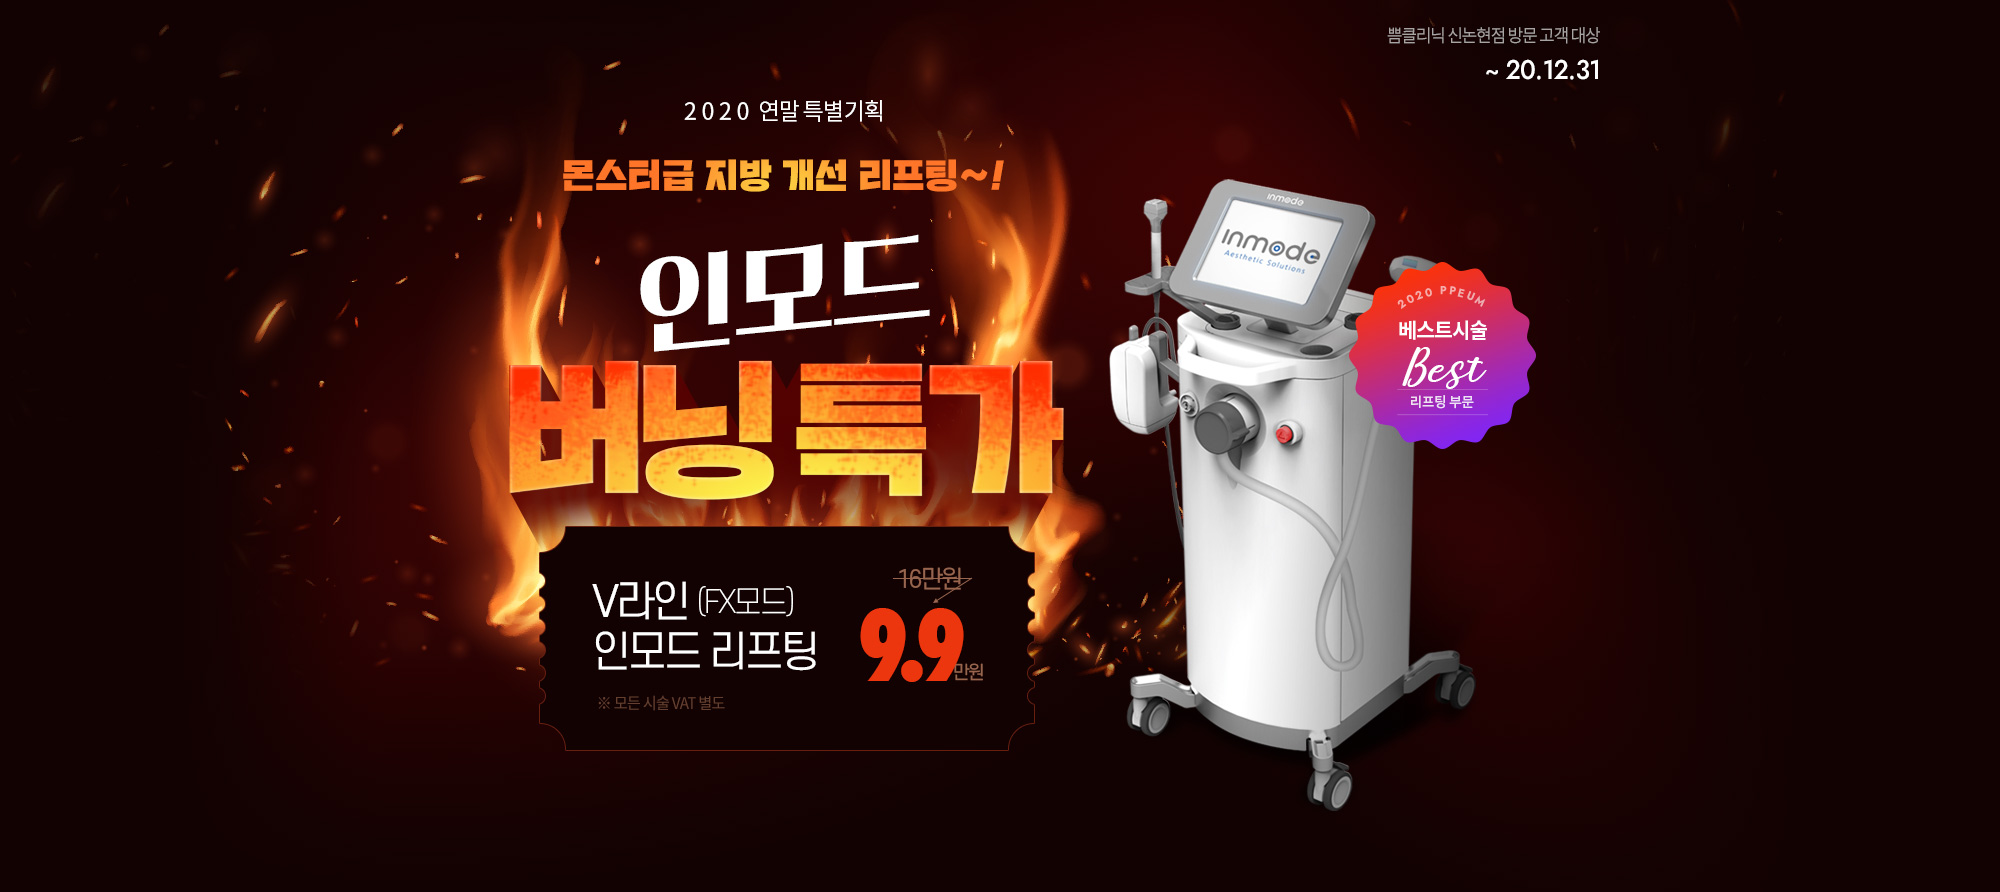 쁨클리닉 신논현점 방문 고객 대상
~ 20.12.31
2020 연말 특별기획
몬스터급 지방 개선 리프팅~!
인모드
버닝 특가
V라인 (FX모드)
인모드 리프팅
※ 모든 시술 VAT 별도
16만원
9.9만원
inmode
inmode
Aesthetic Solutions
2020 PPEUM
베스트시술
Best
리프팅 부문